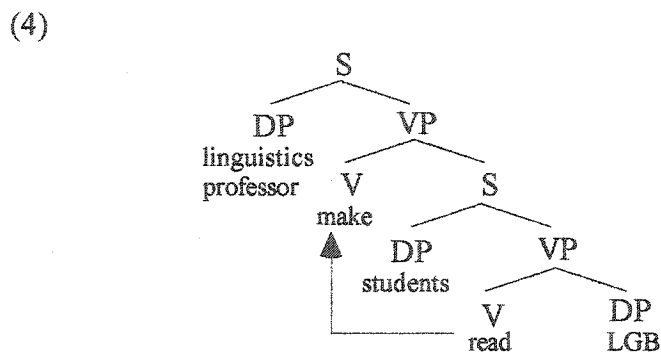 (4)
S
DP VP
linguistics
professor
V S
make
DP VP
students
V DP
read LGB